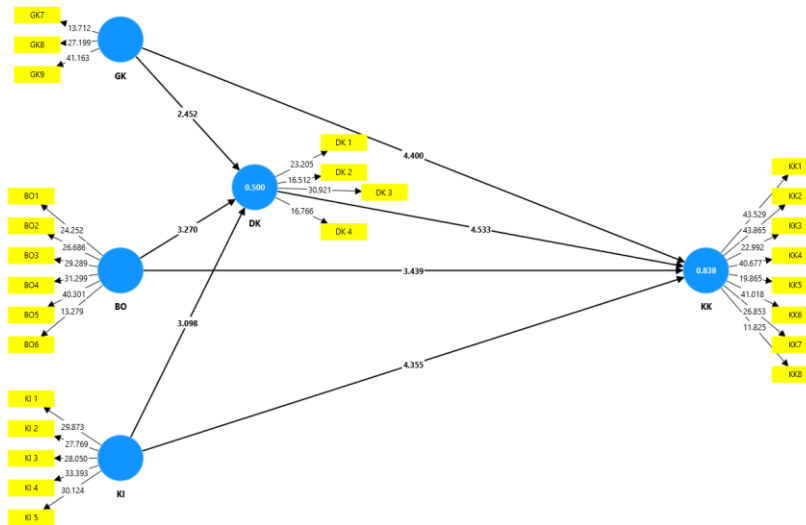 GK7
GK8
GK9
13.712
27.199
41.163
GK
2.452
4.400
BO1
BO2
BO3
BO4
BO5
BO6
24.252
26.686
29.289
31.299
40.301
13.279
BO
3.270
3.439
3.098
0.500
DK
DK 1
DK 2
DK 3
DK 4
23.205
16.512
30.921
16.766
4.533
KI 1
KI 2
KI 3
KI 4
KI 5
29.873
27.769
28.050
33.393
30.124
KI
4.355
0.838
KK
KK1
KK2
KK3
KK4
KK5
KK6
KK7
KK8
43.529
43.865
22.992
40.677
19.865
41.018
26.853
11.825